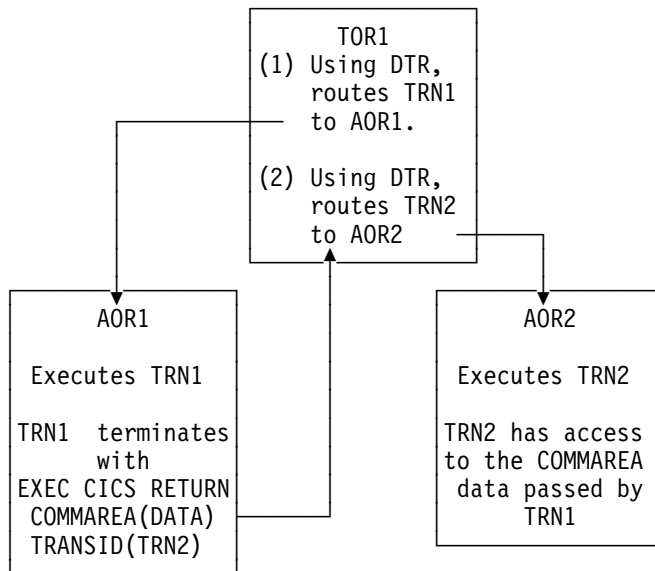 TOR1
(1) Using DTR,
routes TRN1
to AOR1.
(2) Using DTR,
routes TRN2
to AOR2
AOR1
Executes TRN1
TRN1 terminates
with
EXEC CICS RETURN
COMMAREA(DATA)
TRANSID(TRN2)
AOR2
Executes TRN2
TRN2 has access
to the COMMAREA
data passed by
TRN1